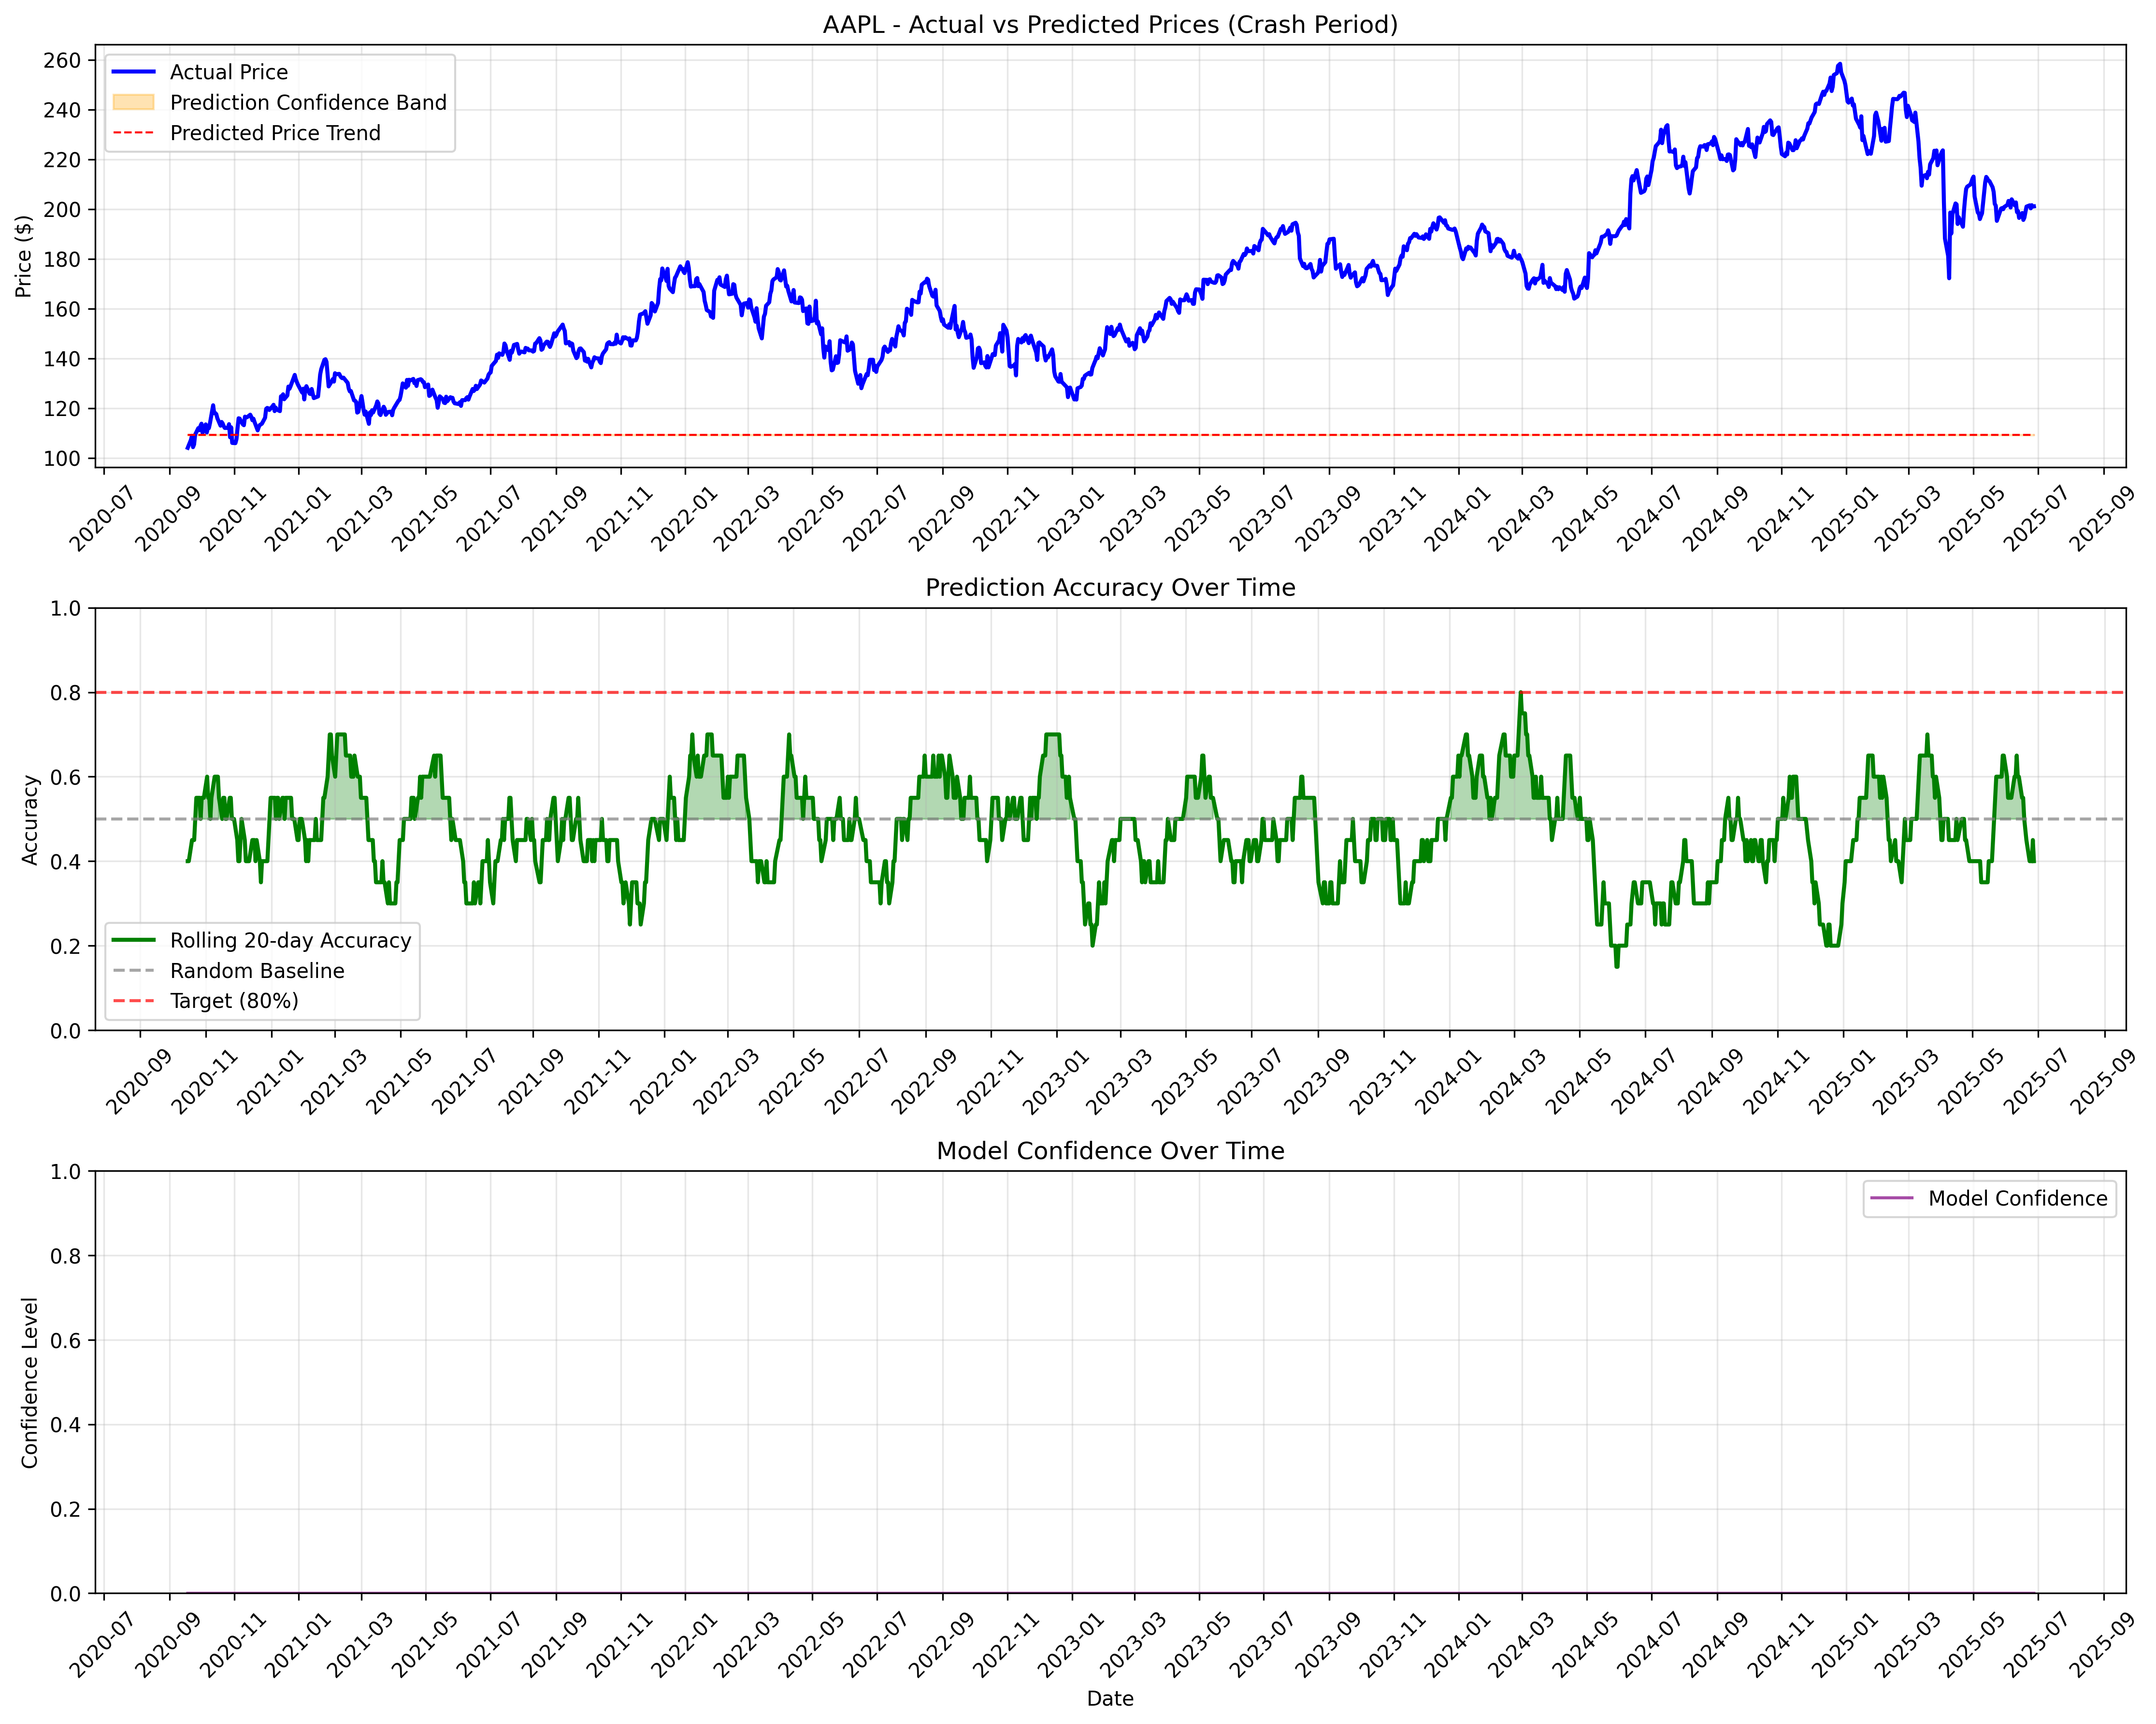 AAPL - Actual vs Predicted Prices (Crash Period)
Actual Price
Prediction Confidence Band
Predicted Price Trend
Price ($)
260
240
220
200
180
160
140
120
100
2020-07 2020-09 2020-11 2021-01 2021-03 2021-05 2021-07 2021-09 2021-11 2022-01 2022-03 2022-05 2022-07 2022-09 2022-11 2023-01 2023-03 2023-05 2023-07 2023-09 2023-11 2024-01 2024-03 2024-05 2024-07 2024-09 2024-11 2025-01 2025-03 2025-05 2025-07 2025-09
Prediction Accuracy Over Time
Accuracy
1.0
0.8
0.6
0.4
0.2
0.0
Rolling 20-day Accuracy
Random Baseline
Target (80%)
2020-09 2020-11 2021-01 2021-03 2021-05 2021-07 2021-09 2021-11 2022-01 2022-03 2022-05 2022-07 2022-09 2022-11 2023-01 2023-03 2023-05 2023-07 2023-09 2023-11 2024-01 2024-03 2024-05 2024-07 2024-09 2024-11 2025-01 2025-03 2025-05 2025-07 2025-09
Model Confidence Over Time
Model Confidence
Confidence Level
1.0
0.8
0.6
0.4
0.2
0.0
2020-07 2020-09 2020-11 2021-01 2021-03 2021-05 2021-07 2021-09 2021-11 2022-01 2022-03 2022-05 2022-07 2022-09 2022-11 2023-01 2023-03 2023-05 2023-07 2023-09 2023-11 2024-01 2024-03 2024-05 2024-07 2024-09 2024-11 2025-01 2025-03 2025-05 2025-07 2025-09
Date